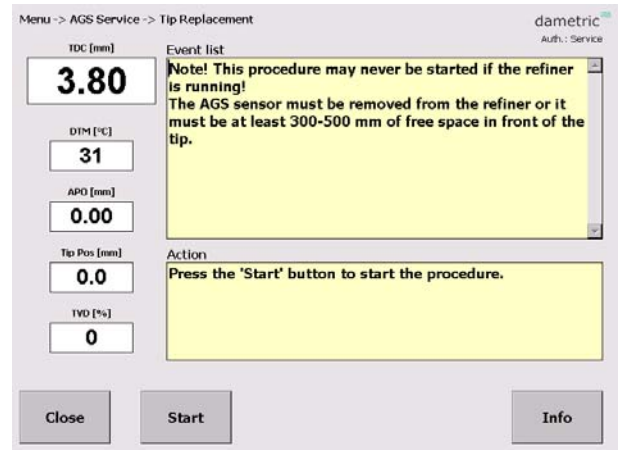 Menu -> AGS Service -> Tip Replacement
dametric
Auth.: Service
TDC [mm]
3.80
DTM [°C]
31
APO [mm]
0.00
Tip Pos [mm]
0.0
TVD [%]
0
Event list
Note! This procedure may never be started if the refiner
is running!
The AGS sensor must be removed from the refiner or it
must be at least 300-500 mm of free space in front of the
tip.
Action
Press the 'Start' button to start the procedure.
Close
Start
Info